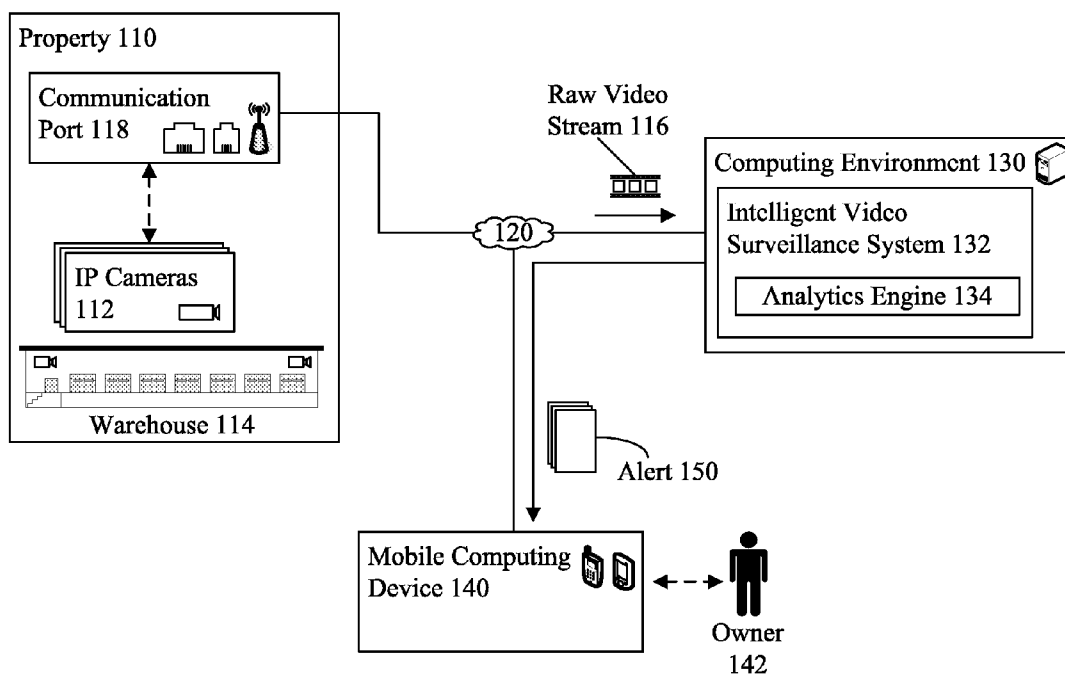 Property 110
Communication
Port 118
IP Cameras
112
Warehouse 114
Raw Video
Stream 116
120
Computing Environment 130
Intelligent Video
Surveillance System 132
Analytics Engine 134
Alert 150
Mobile Computing
Device 140
Owner
142